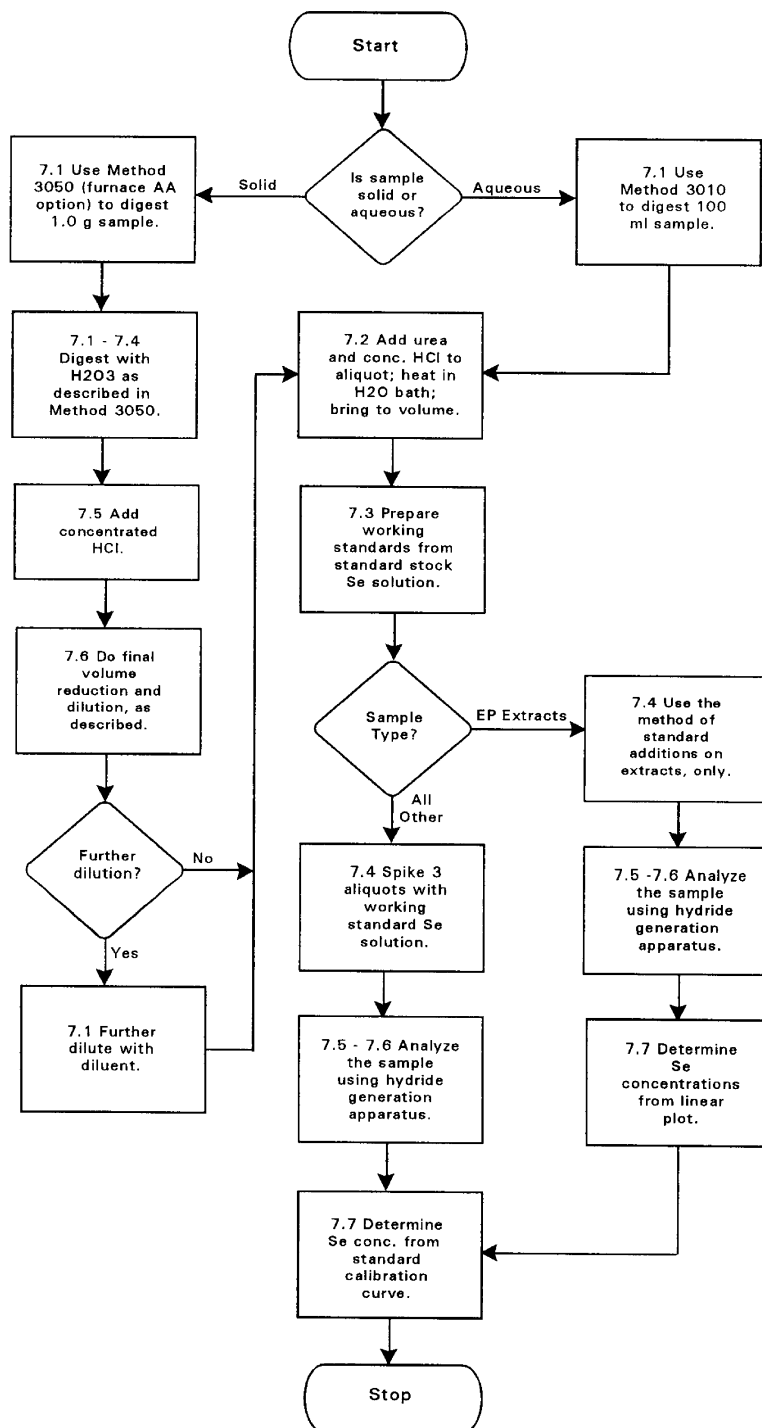 Start
Is sample
solid or
aqueous?
Solid
Aqueous
7.1 Use Method
3050 (furnace AA
option) to digest
1.0 g sample.
7.1 Use
Method 3010
to digest 100
ml sample.
7.1 - 7.4
Digest with
H2O3 as
described in
Method 3050.
7.5 Add
concentrated
HCl.
7.6 Do final
volume
reduction and
dilution, as
described.
Further
dilution?
No
Yes
7.1 Further
dilute with
diluent.
7.2 Add urea
and conc. HCl to
aliquot; heat in
H2O bath;
bring to volume.
7.3 Prepare
working
standards from
standard stock
Se solution.
Sample
Type?
EP Extracts
All
Other
7.4 Spike 3
aliquots with
working
standard Se
solution.
7.5 - 7.6 Analyze
the sample
using hydride
generation
apparatus.
7.4 Use the
method of
standard
additions on
extracts, only.
7.5 -7.6 Analyze
the sample
using hydride
generation
apparatus.
7.7 Determine
Se
concentrations
from linear
plot.
7.7 Determine
Se conc. from
standard
calibration
curve.
Stop